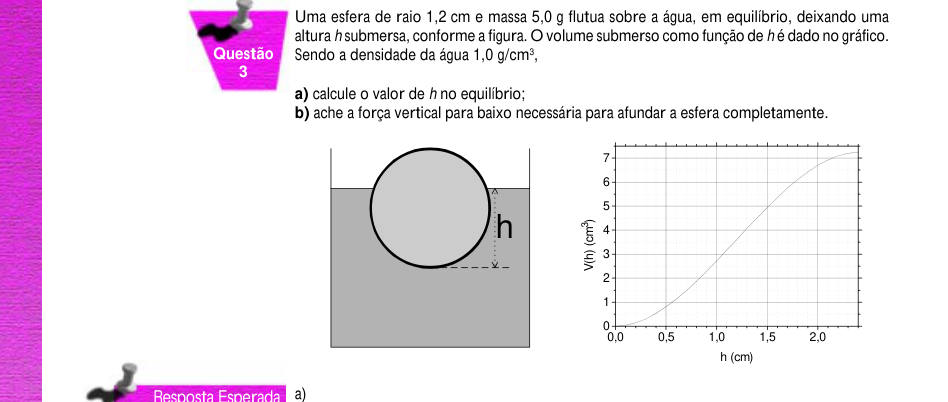 Questão
3
Uma esfera de raio 1,2 cm e massa 5,0 g flutua sobre a água, em equilíbrio, deixando uma
altura h submersa, conforme a figura. O volume submerso como função de h é dado no gráfico.
Sendo a densidade da água 1,0 g/cm³,
a) calcule o valor de h no equilíbrio;
b) ache a força vertical para baixo necessária para afundar a esfera completamente.
h
V(h) (cm³)
7
6
5
4
3
2
1
0
0,0 0,5 1,0 1,5 2,0
h (cm)
Resposta Esperada
a)